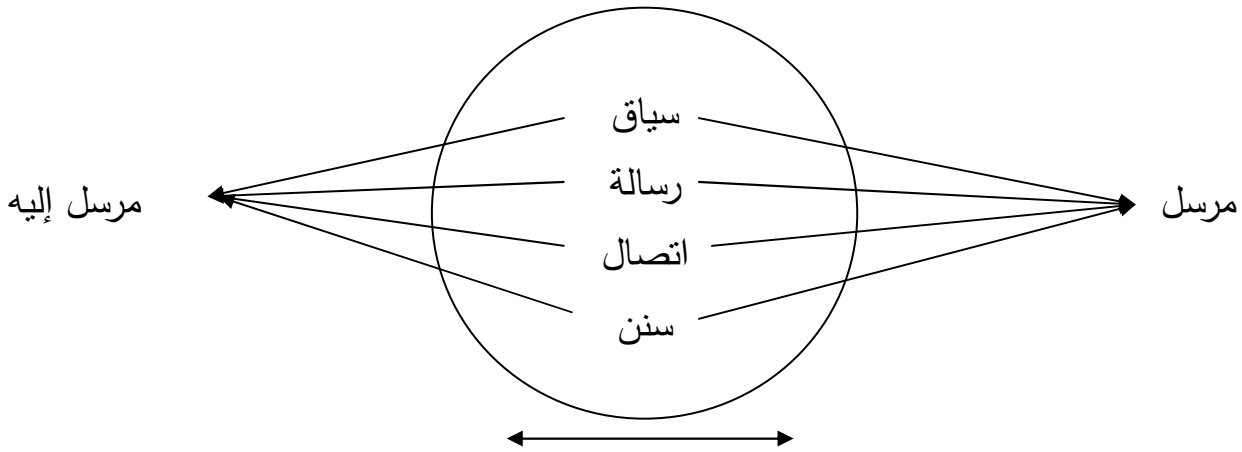 سياق
رسالة
مرسل
مرسل إليه
اتصال
سنن